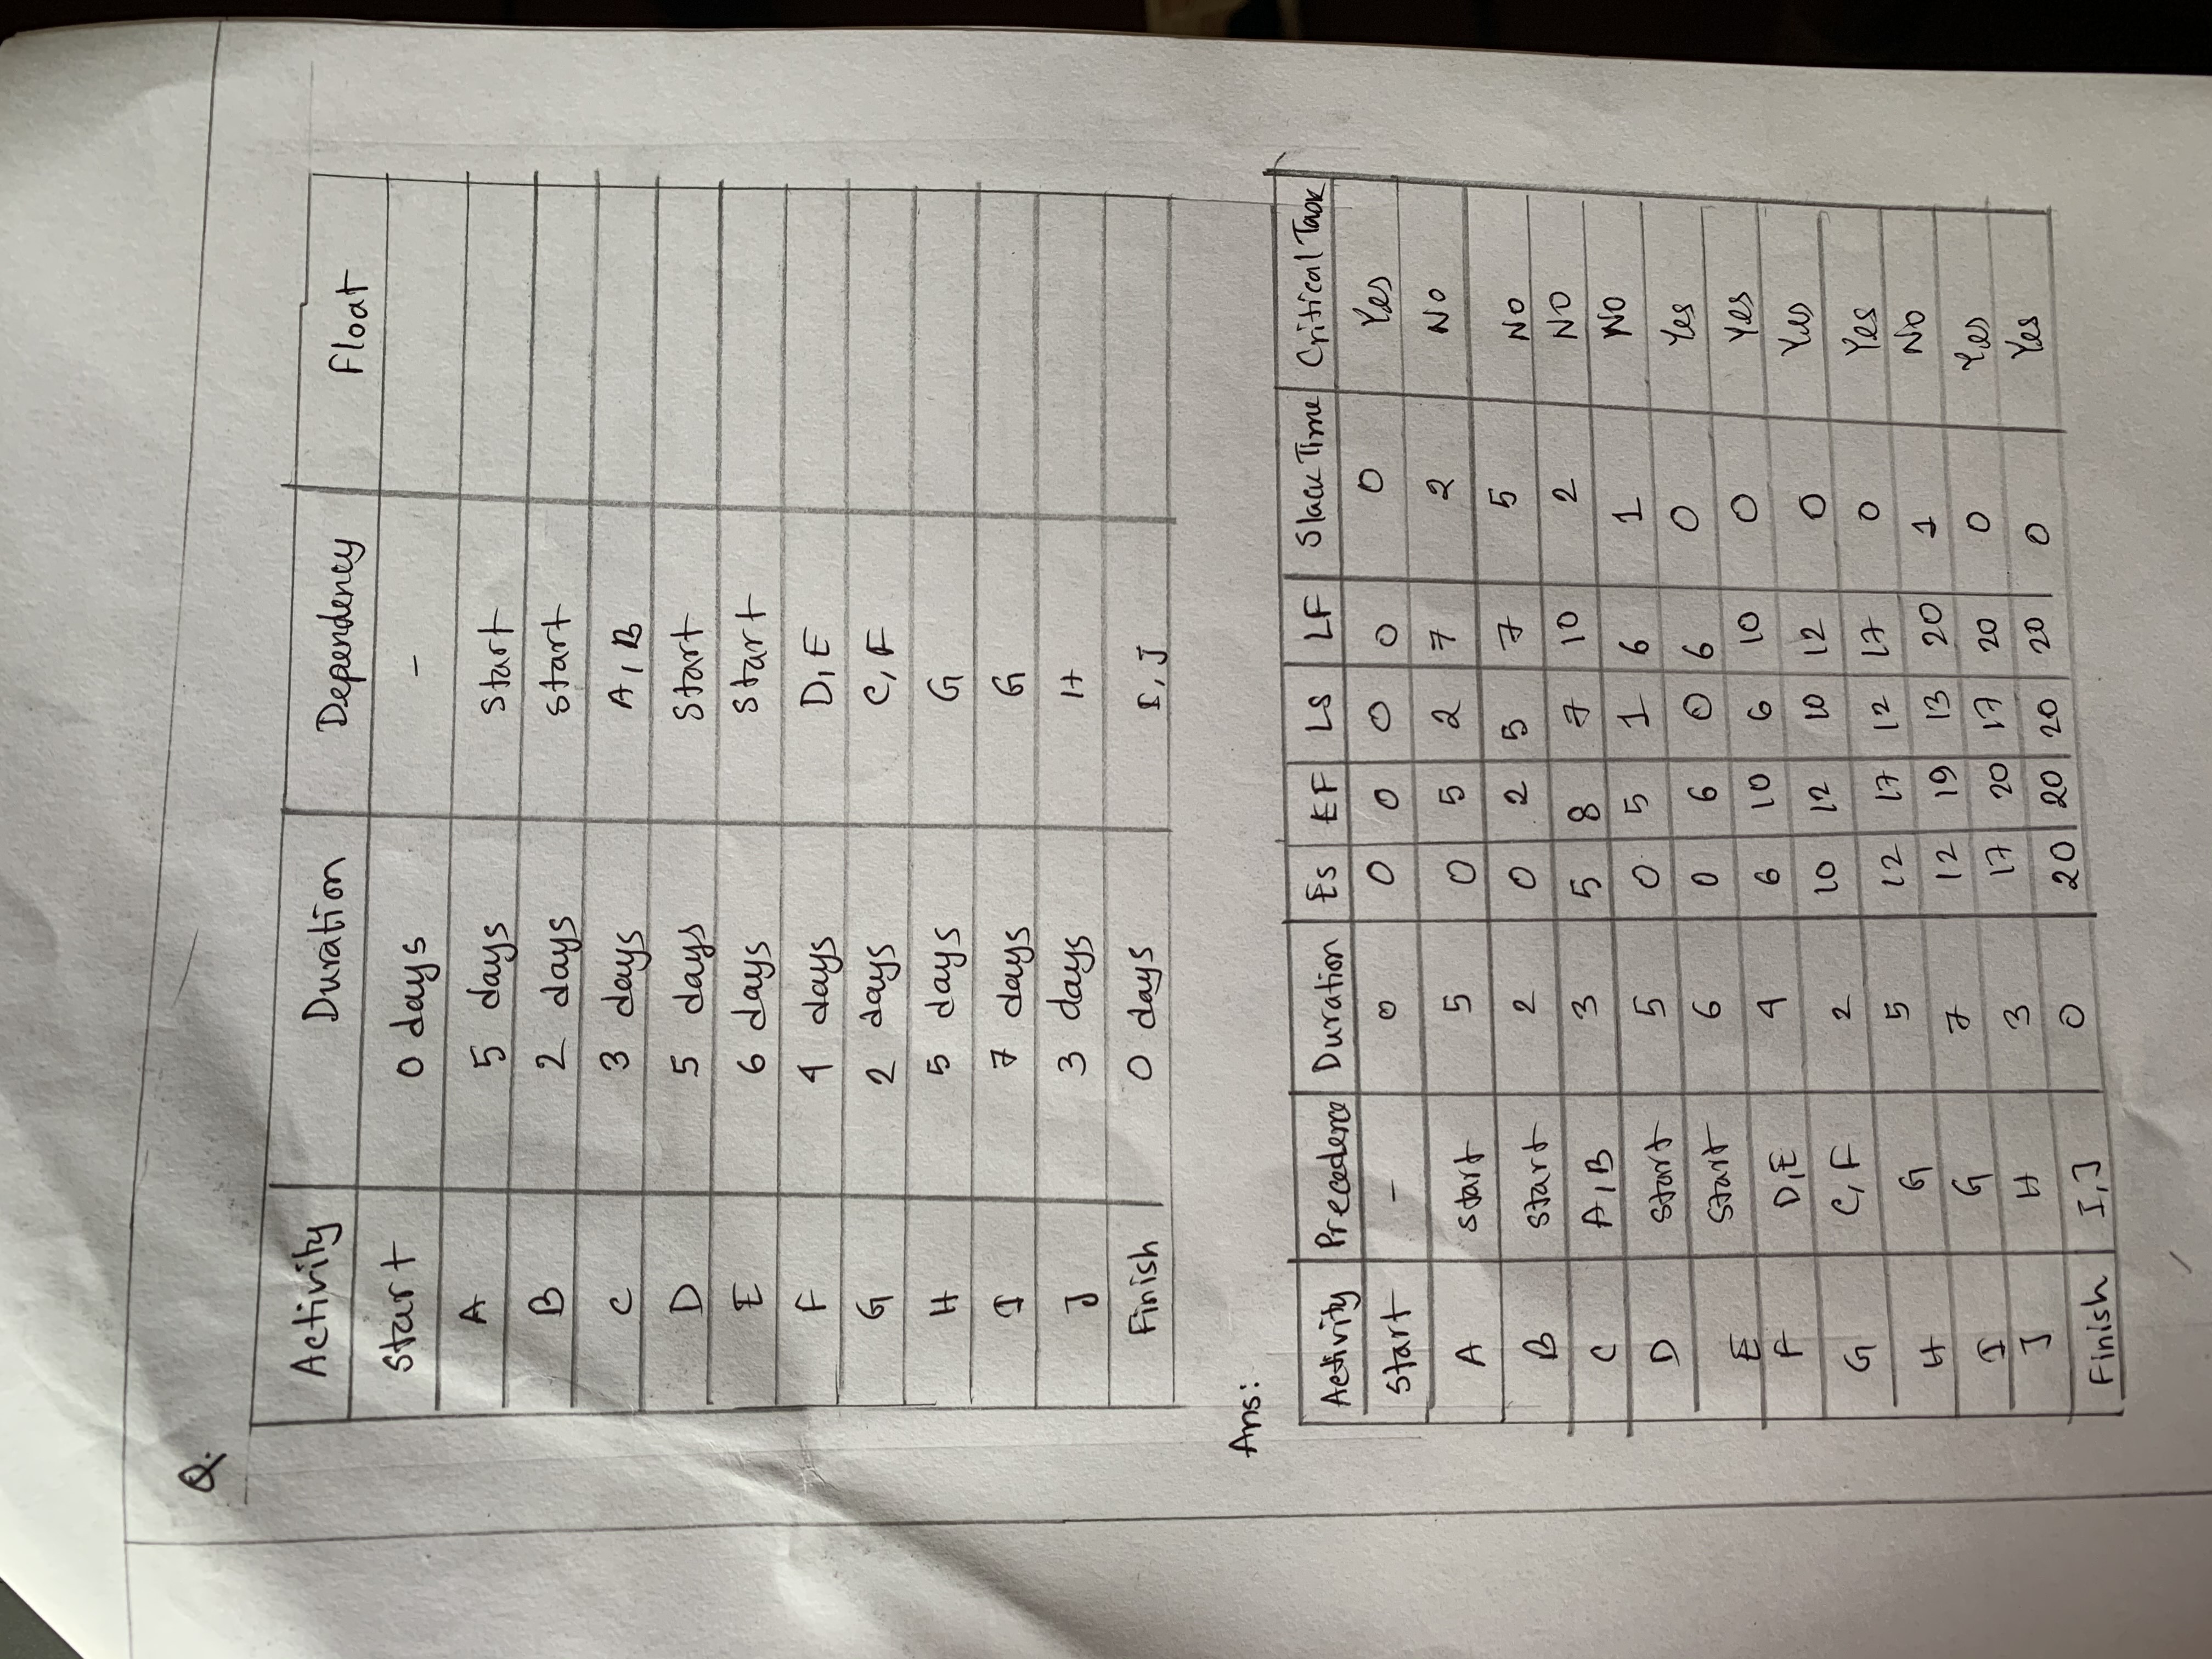 Q.
Activity Duration Dependency Float
Start 0 days -
A 5 days Start
B 2 days Start
C 3 days A, B
D 5 days Start
E 6 days Start
F 4 days D, E
G 2 days C, F
H 5 days G
I 7 days G
J 3 days H
Finish 0 days I, J
Ans:
Activity Precedence Duration Es EF LS LF Slack Time Critical Task
Start - 0 0 0 0 0 0 Yes
A Start 5 0 5 2 7 2 No
B Start 2 0 2 5 7 5 No
C A, B 3 5 8 7 10 2 NO
D Start 5 0 5 1 6 1 No
E Start 6 0 6 0 6 0 Yes
F D, E 4 6 10 6 10 0 Yes
G C, F 2 10 12 10 12 0 Yes
H G 5 12 17 12 17 0 Yes
I G 7 12 19 13 20 1 No
J H 3 17 20 17 20 0 Yes
Finish I, J 0 20 20 20 20 0 Yes